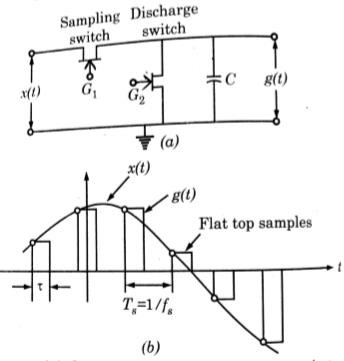 Sampling Discharge
switch switch
x(t) G₁ G₂ C g(t)
(a)
x(t)
g(t)
Flat top samples
t
τ
Tₛ=1/fₛ
(b)